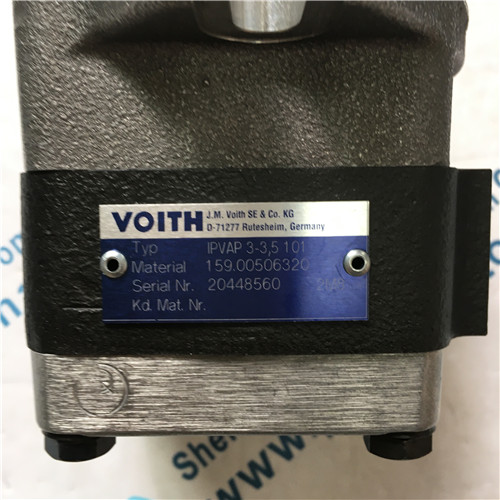 VOITH J.M. Voith SE & Co. KG
D-71277 Rutesheim, Germany
Typ IPVAP 3-3,5 101
Material 159.00506320
Serial Nr. 20448560
Kd. Mat. Nr.